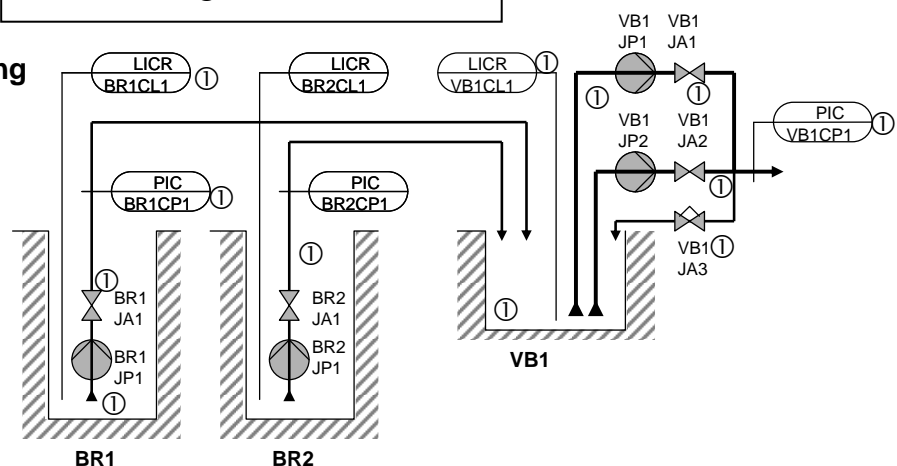 ng
LICR
BR1CL1
①
LICR
BR2CL1
LICR
VB1CL1
①
VB1
JP1
VB1
JA1
①
①
VB1
JP2
VB1
JA2
①
PIC
VB1CP1
①
PIC
BR1CP1
①
PIC
BR2CP1
①
①
BR1
JA1
BR1
JP1
①
BR2
JA1
BR2
JP1
①
VB1
JA3
①
VB1
BR1
BR2